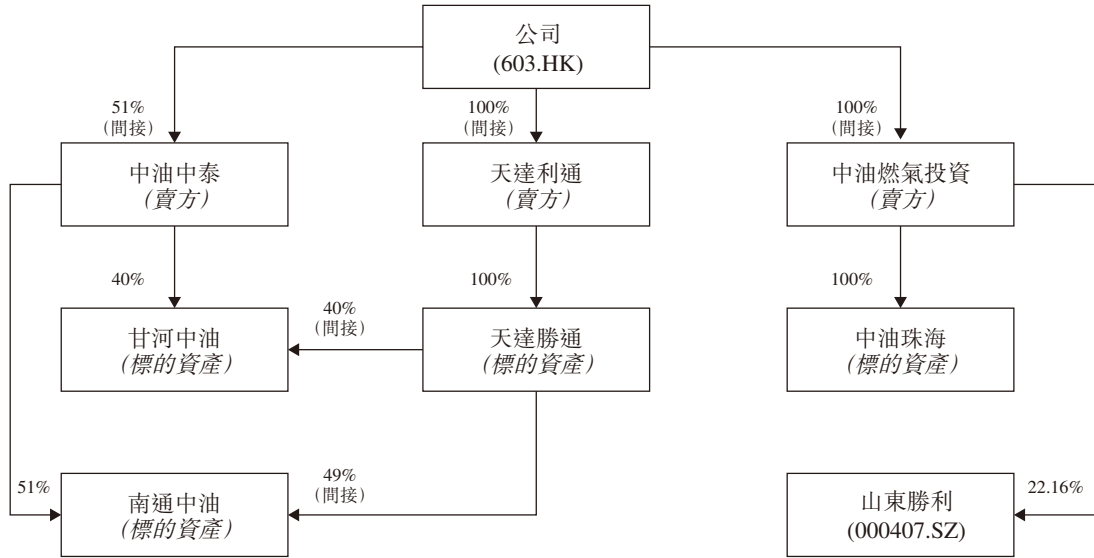 公司
(603.HK)
51%
(間接)
100%
(間接)
100%
(間接)
中油中泰
(賣方)
天達利通
(賣方)
中油燃氣投資
(賣方)
40%
100%
100%
40%
(間接)
甘河中油
(標的資產)
天達勝通
(標的資產)
中油珠海
(標的資產)
51%
南通中油
(標的資產)
49%
(間接)
山東勝利
(000407.SZ)
22.16%